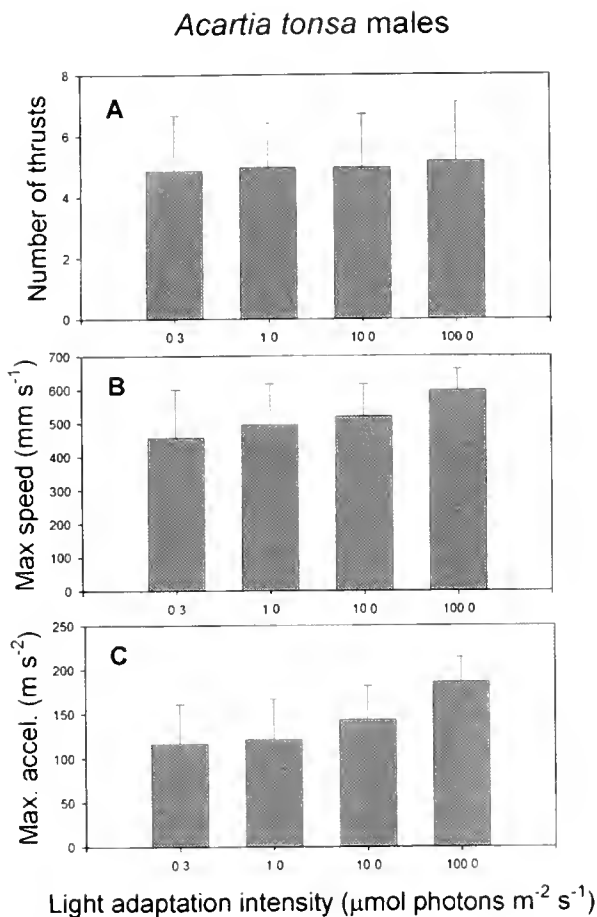 Acartia tonsa males
A
Number of thrusts
8
6
4
2
0
0.3 1.0 10.0 100.0
B
Max speed (mm s-1)
700
600
500
400
300
200
100
0
0.3 1.0 10.0 100.0
C
Max. accel. (m s-2)
250
200
150
100
50
0
0.3 1.0 10.0 100.0
Light adaptation intensity (μmol photons m-2 s-1)